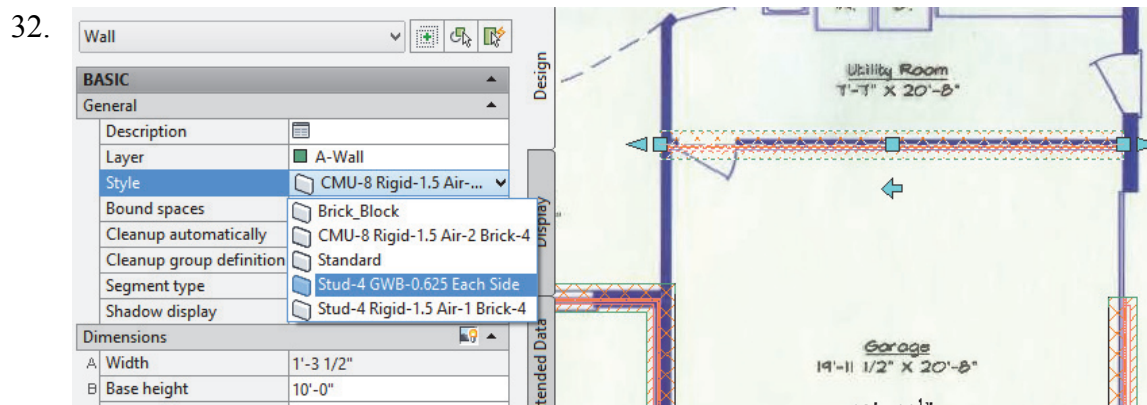 32.
Wall
BASIC
General
Description
Layer A-Wall
Style CMU-8 Rigid-1.5 Air-...
Bound spaces
Cleanup automatically
Cleanup group definition
Segment type
Shadow display
Brick_Block
CMU-8 Rigid-1.5 Air-2 Brick-4
Standard
Stud-4 GWB-0.625 Each Side
Stud-4 Rigid-1.5 Air-1 Brick-4
Dimensions
A Width 1'-3 1/2"
B Base height 10'-0"
Design
Display
tended Data
Utility Room
7'-7" X 20'-8"
Garage
19'-11 1/2" X 20'-8"